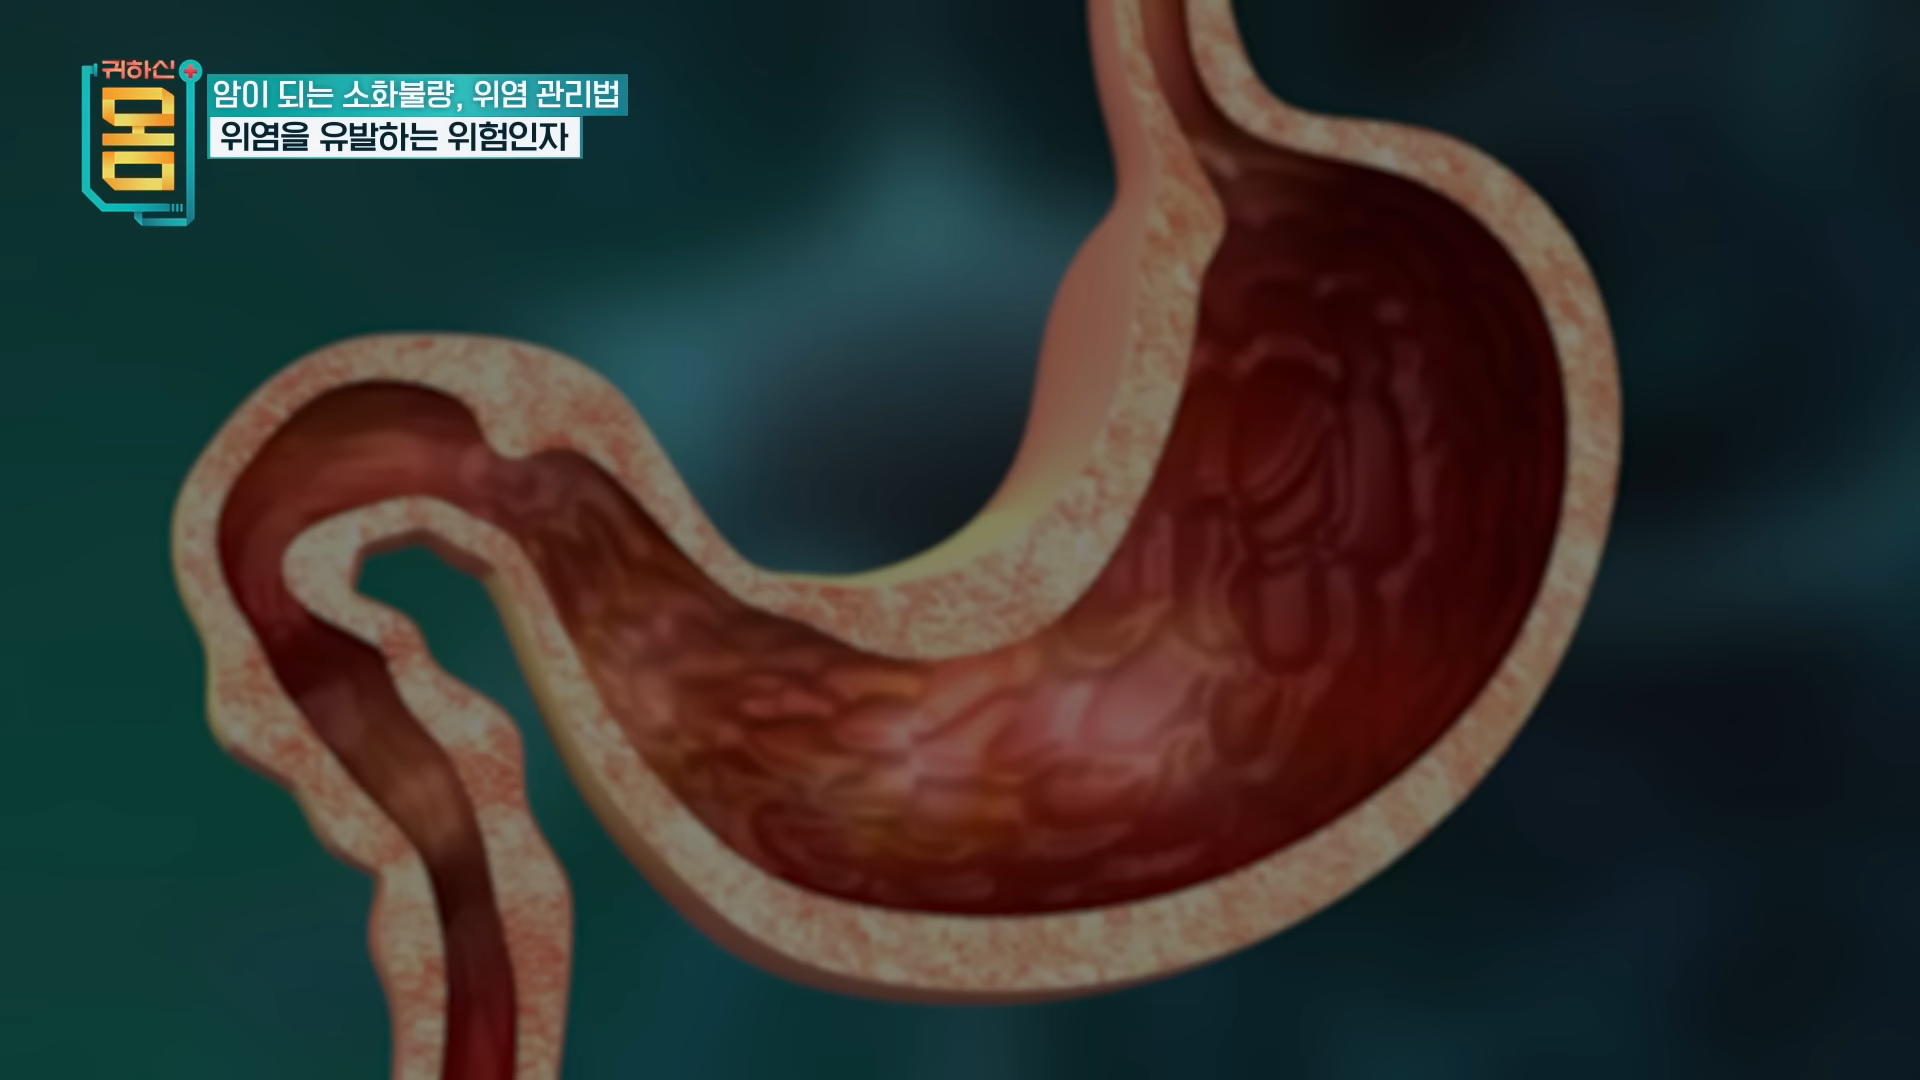 귀하신
몸
암이 되는 소화불량, 위염 관리법
위염을 유발하는 위험인자